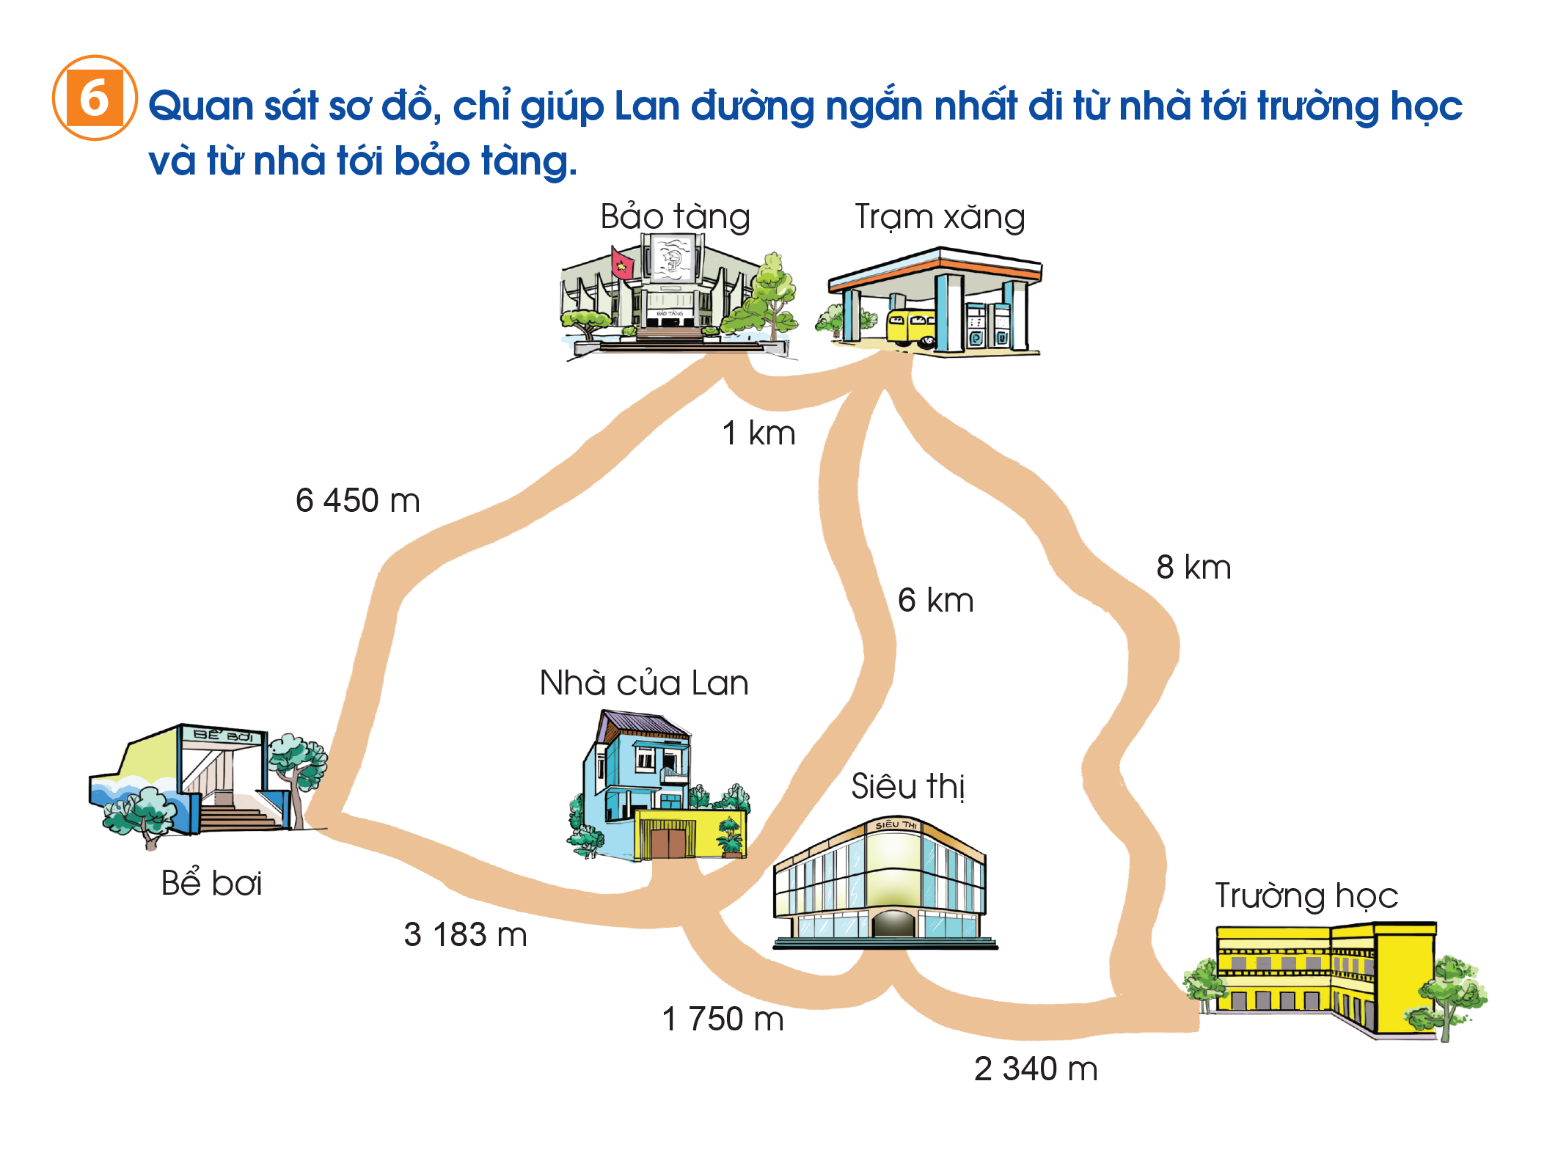 6
Quan sát sơ đồ, chỉ giúp Lan đường ngắn nhất đi từ nhà tới trường học
và từ nhà tới bảo tàng.
Bảo tàng
Trạm xăng
BẢO TÀNG
1 km
6 450 m
8 km
6 km
Nhà của Lan
BỂ BƠI
Siêu thị
SIÊU THỊ
Bể bơi
Trường học
3 183 m
1 750 m
2 340 m